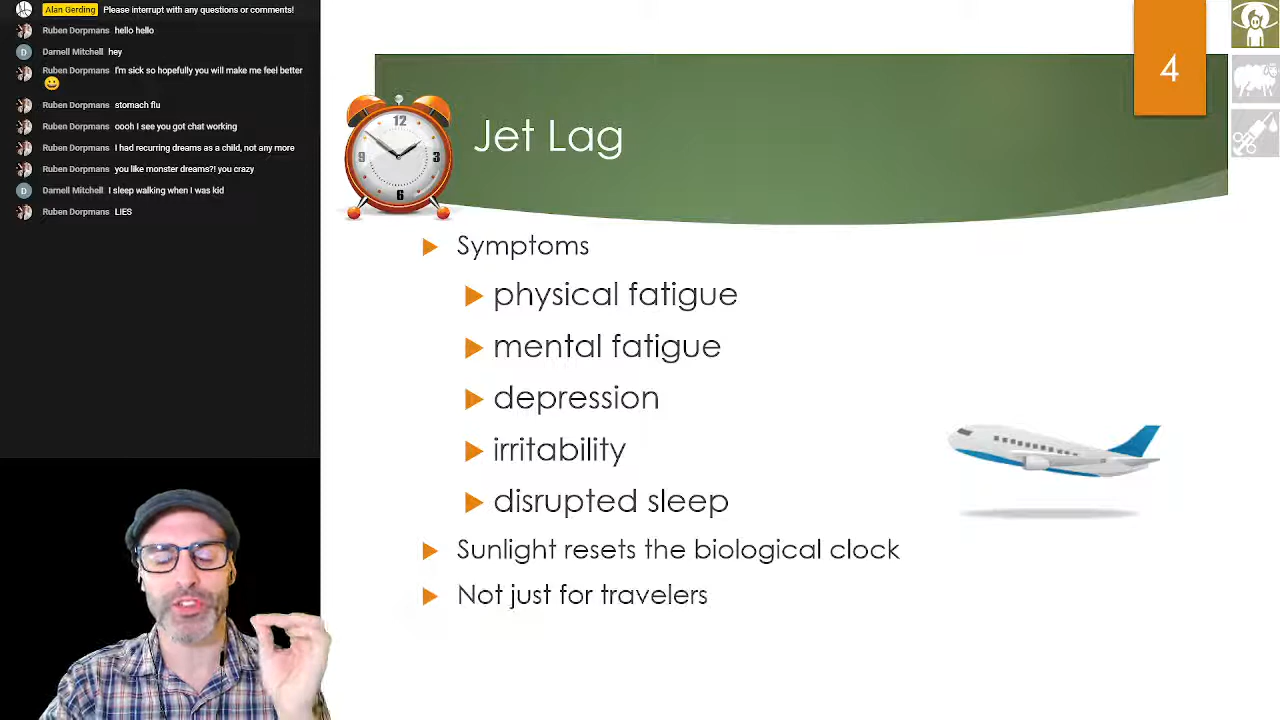 Alan Gerding Please interrupt with any questions or comments!
Ruben Dorpmans hello hello
Darnell Mitchell hey
Ruben Dorpmans I'm sick so hopefully you will make me feel better
😀
Ruben Dorpmans stomach flu
Ruben Dorpmans oooh I see you got chat working
Ruben Dorpmans I had recurring dreams as a child, not any more
Ruben Dorpmans you like monster dreams?! you crazy
D Darnell Mitchell I sleep walking when I was kid
Ruben Dorpmans LIES
4
12
9 3
6
Jet Lag
Symptoms
physical fatigue
mental fatigue
depression
irritability
disrupted sleep
Sunlight resets the biological clock
Not just for travelers